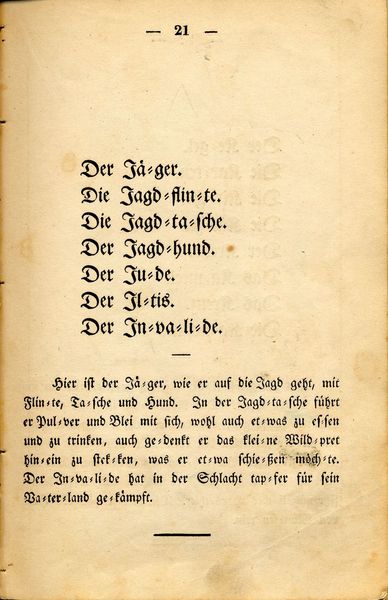 — 21 —
Der Jä⸗ger.
Die Jagd⸗flin⸗te.
Die Jagd⸗ta⸗sche.
Der Jagd⸗hund.
Der Ju⸗de.
Der Il⸗tis.
Der In⸗va⸗li⸗de.
Hier ist der Jä⸗ger, wie er auf die Jagd geht, mit
Flin⸗te, Ta⸗sche und Hund. In der Jagd⸗ta⸗sche führt
er Pul⸗ver und Blei mit sich, wohl auch et⸗was zu es⸗sen
und zu trinken, auch ge⸗denkt er das klei⸗ne Wild⸗pret
hin⸗ein zu stek⸗ken, was er et⸗wa schie⸗ßen möch⸗te.
Der In⸗va⸗li⸗de hat in der Schlacht tap⸗fer für sein
Va⸗ter⸗land ge⸗kämpft.